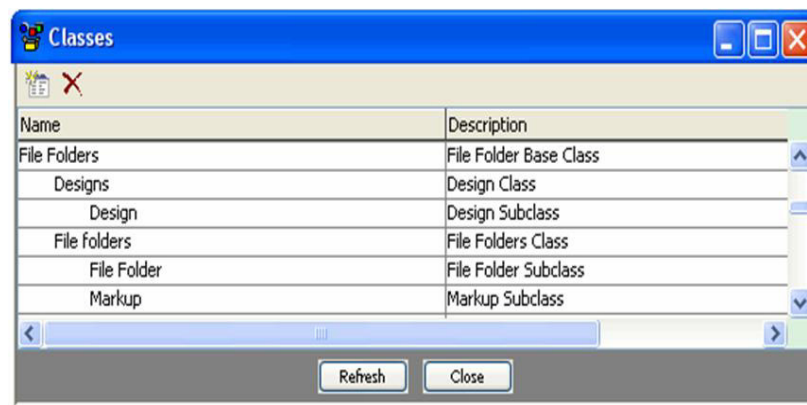 Classes
Name Description
File Folders File Folder Base Class
Designs Design Class
Design Design Subclass
File folders File Folders Class
File Folder File Folder Subclass
Markup Markup Subclass
Refresh Close